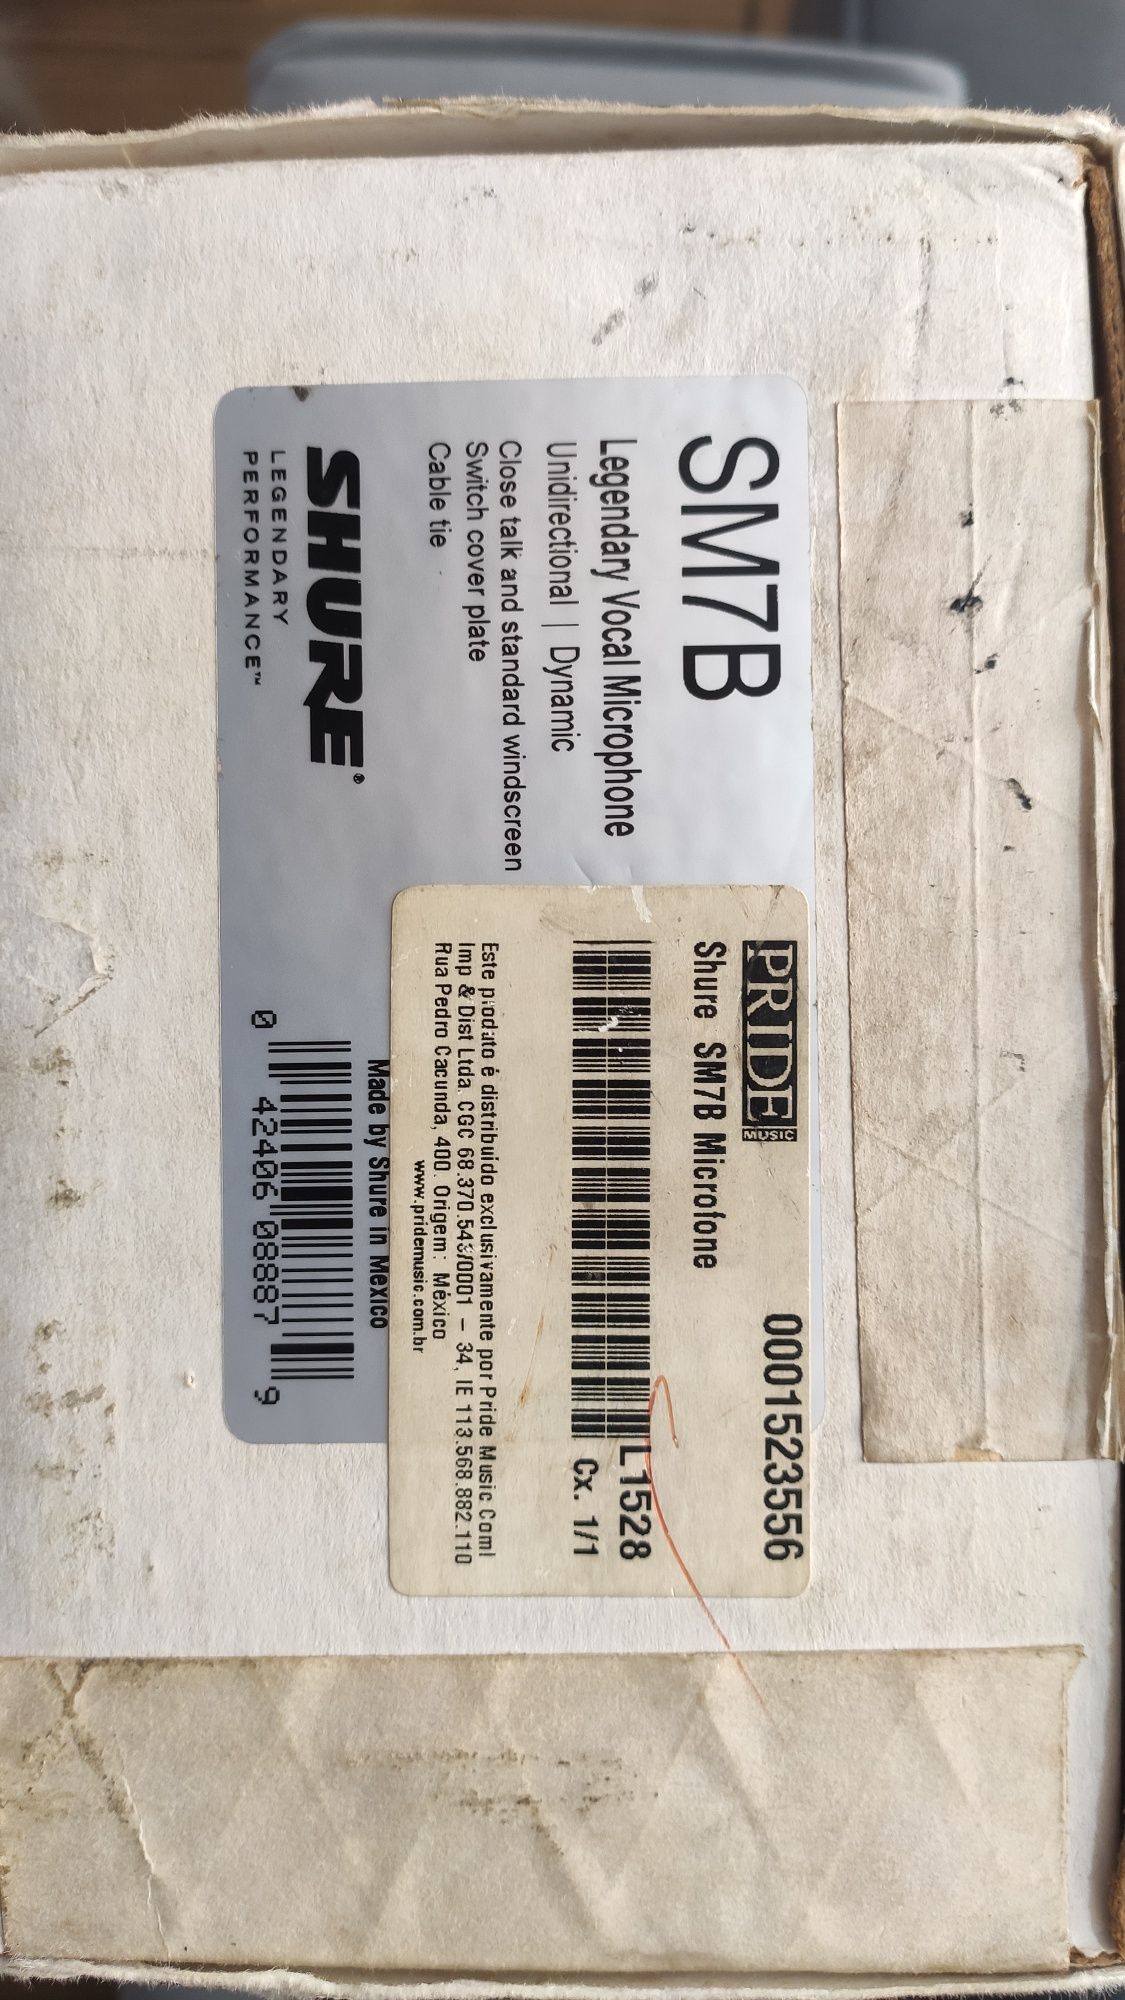 SM7B
Legendary Vocal Microphone
Unidirectional | Dynamic
Close talk and standard windscreen
Switch cover plate
Cable tie
SHURE®
LEGENDARY
PERFORMANCE™
Made by Shure in Mexico
0 42406 08887 9
PRIDE
MUSIC
0001523556
Shure SM7B Microfone
L1528
Cx. 1/1
Este produto é distribuído exclusivamente por Pride Music Coml
Imp & Dist Ltda. CGC 68.370.543/0001 - 34, IE 113.568.882.110
Rua Pedro Cacunda, 400. Origem: México
www.pridemusic.com.br